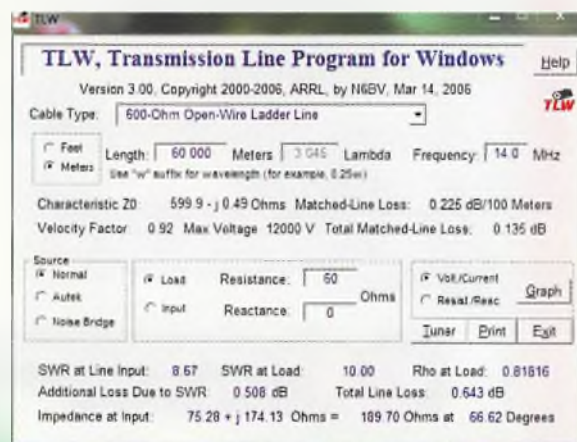 TLW
TLW, Transmission Line Program for Windows
Help
Version 3.00, Copyright 2000-2006, ARRL, by N6BV, Mar 14, 2006
TLW
Cable Type: 600-Ohm Open-Wire Ladder Line
Feet
Meters
Length: 60.000 Meters 3.045 Lambda Frequency: 14.0 MHz
Use "w" suffix for wavelength (for example, 0.25w)
Characteristic Z0: 599.9 - j 0.49 Ohms Matched-Line Loss: 0.225 dB/100 Meters
Velocity Factor: 0.92 Max Voltage 12000 V Total Matched-Line Loss: 0.135 dB
Source
Normal
Autek
Noise Bridge
Load
Input
Resistance: 60
Reactance: 0
Ohms
Volt./Current
Resist./Reac.
Graph
Tuner Print Exit
SWR at Line Input: 8.67 SWR at Load: 10.00 Rho at Load: 0.81816
Additional Loss Due to SWR: 0.508 dB Total Line Loss: 0.643 dB
Impedance at Input: 75.28 + j 174.13 Ohms = 189.70 Ohms at 66.62 Degrees